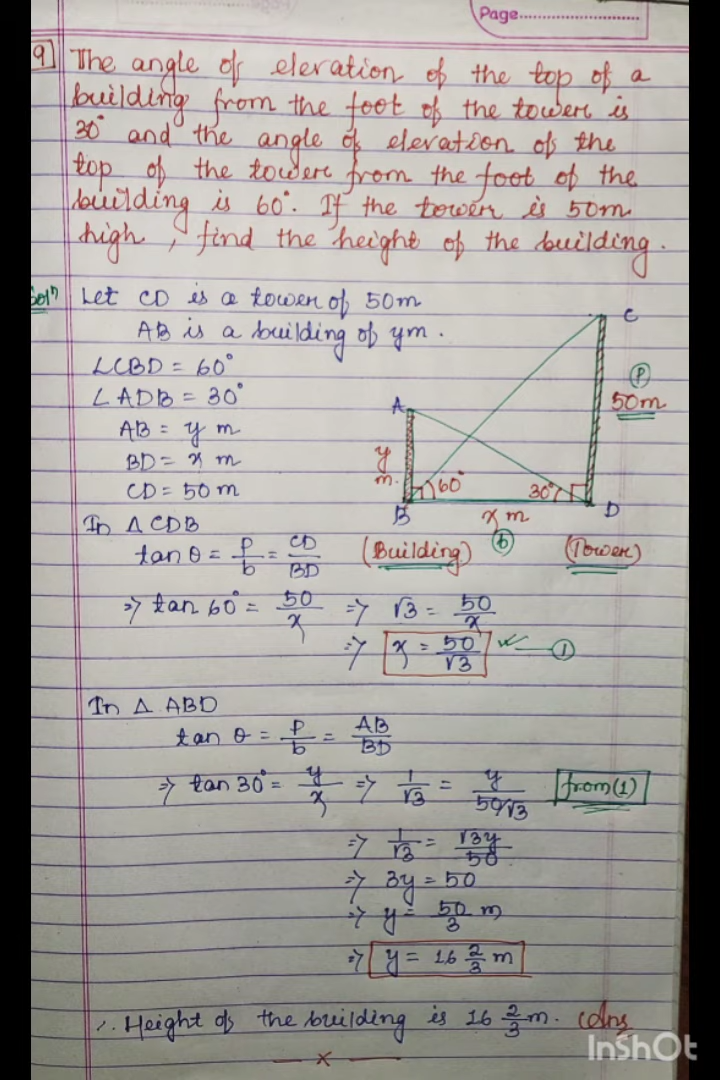 Page
9] The angle of elevation of the top of a
building from the foot of the tower is
30° and the angle of elevation of the
top of the tower from the foot of the
building is 60°. If the tower is 50m
high, find the height of the building.
Solⁿ Let CD is a tower of 50m
AB is a building of ym.
∠CBD = 60°
∠ADB = 30°
AB = y m
BD = x m
CD = 50 m
C
(P)
50m
A
y
m.
60°
30°
B
x m
D
(b)
(Building)
(Tower)
In △ CDB
tan θ = P/b = CD/BD
⇒ tan 60° = 50/x ⇒ √3 = 50/x
⇒ x = 50/√3 — (1)
In △ ABD
tan θ = P/b = AB/BD
⇒ tan 30° = y/x ⇒ 1/√3 = y/50/√3 from(1)
⇒ 1/√3 = √3y/50
⇒ 3y = 50
⇒ y = 50/3 m
⇒ y = 16 2/3 m
∴ Height of the building is 16 2/3 m. (Ans
— x —
InShOt